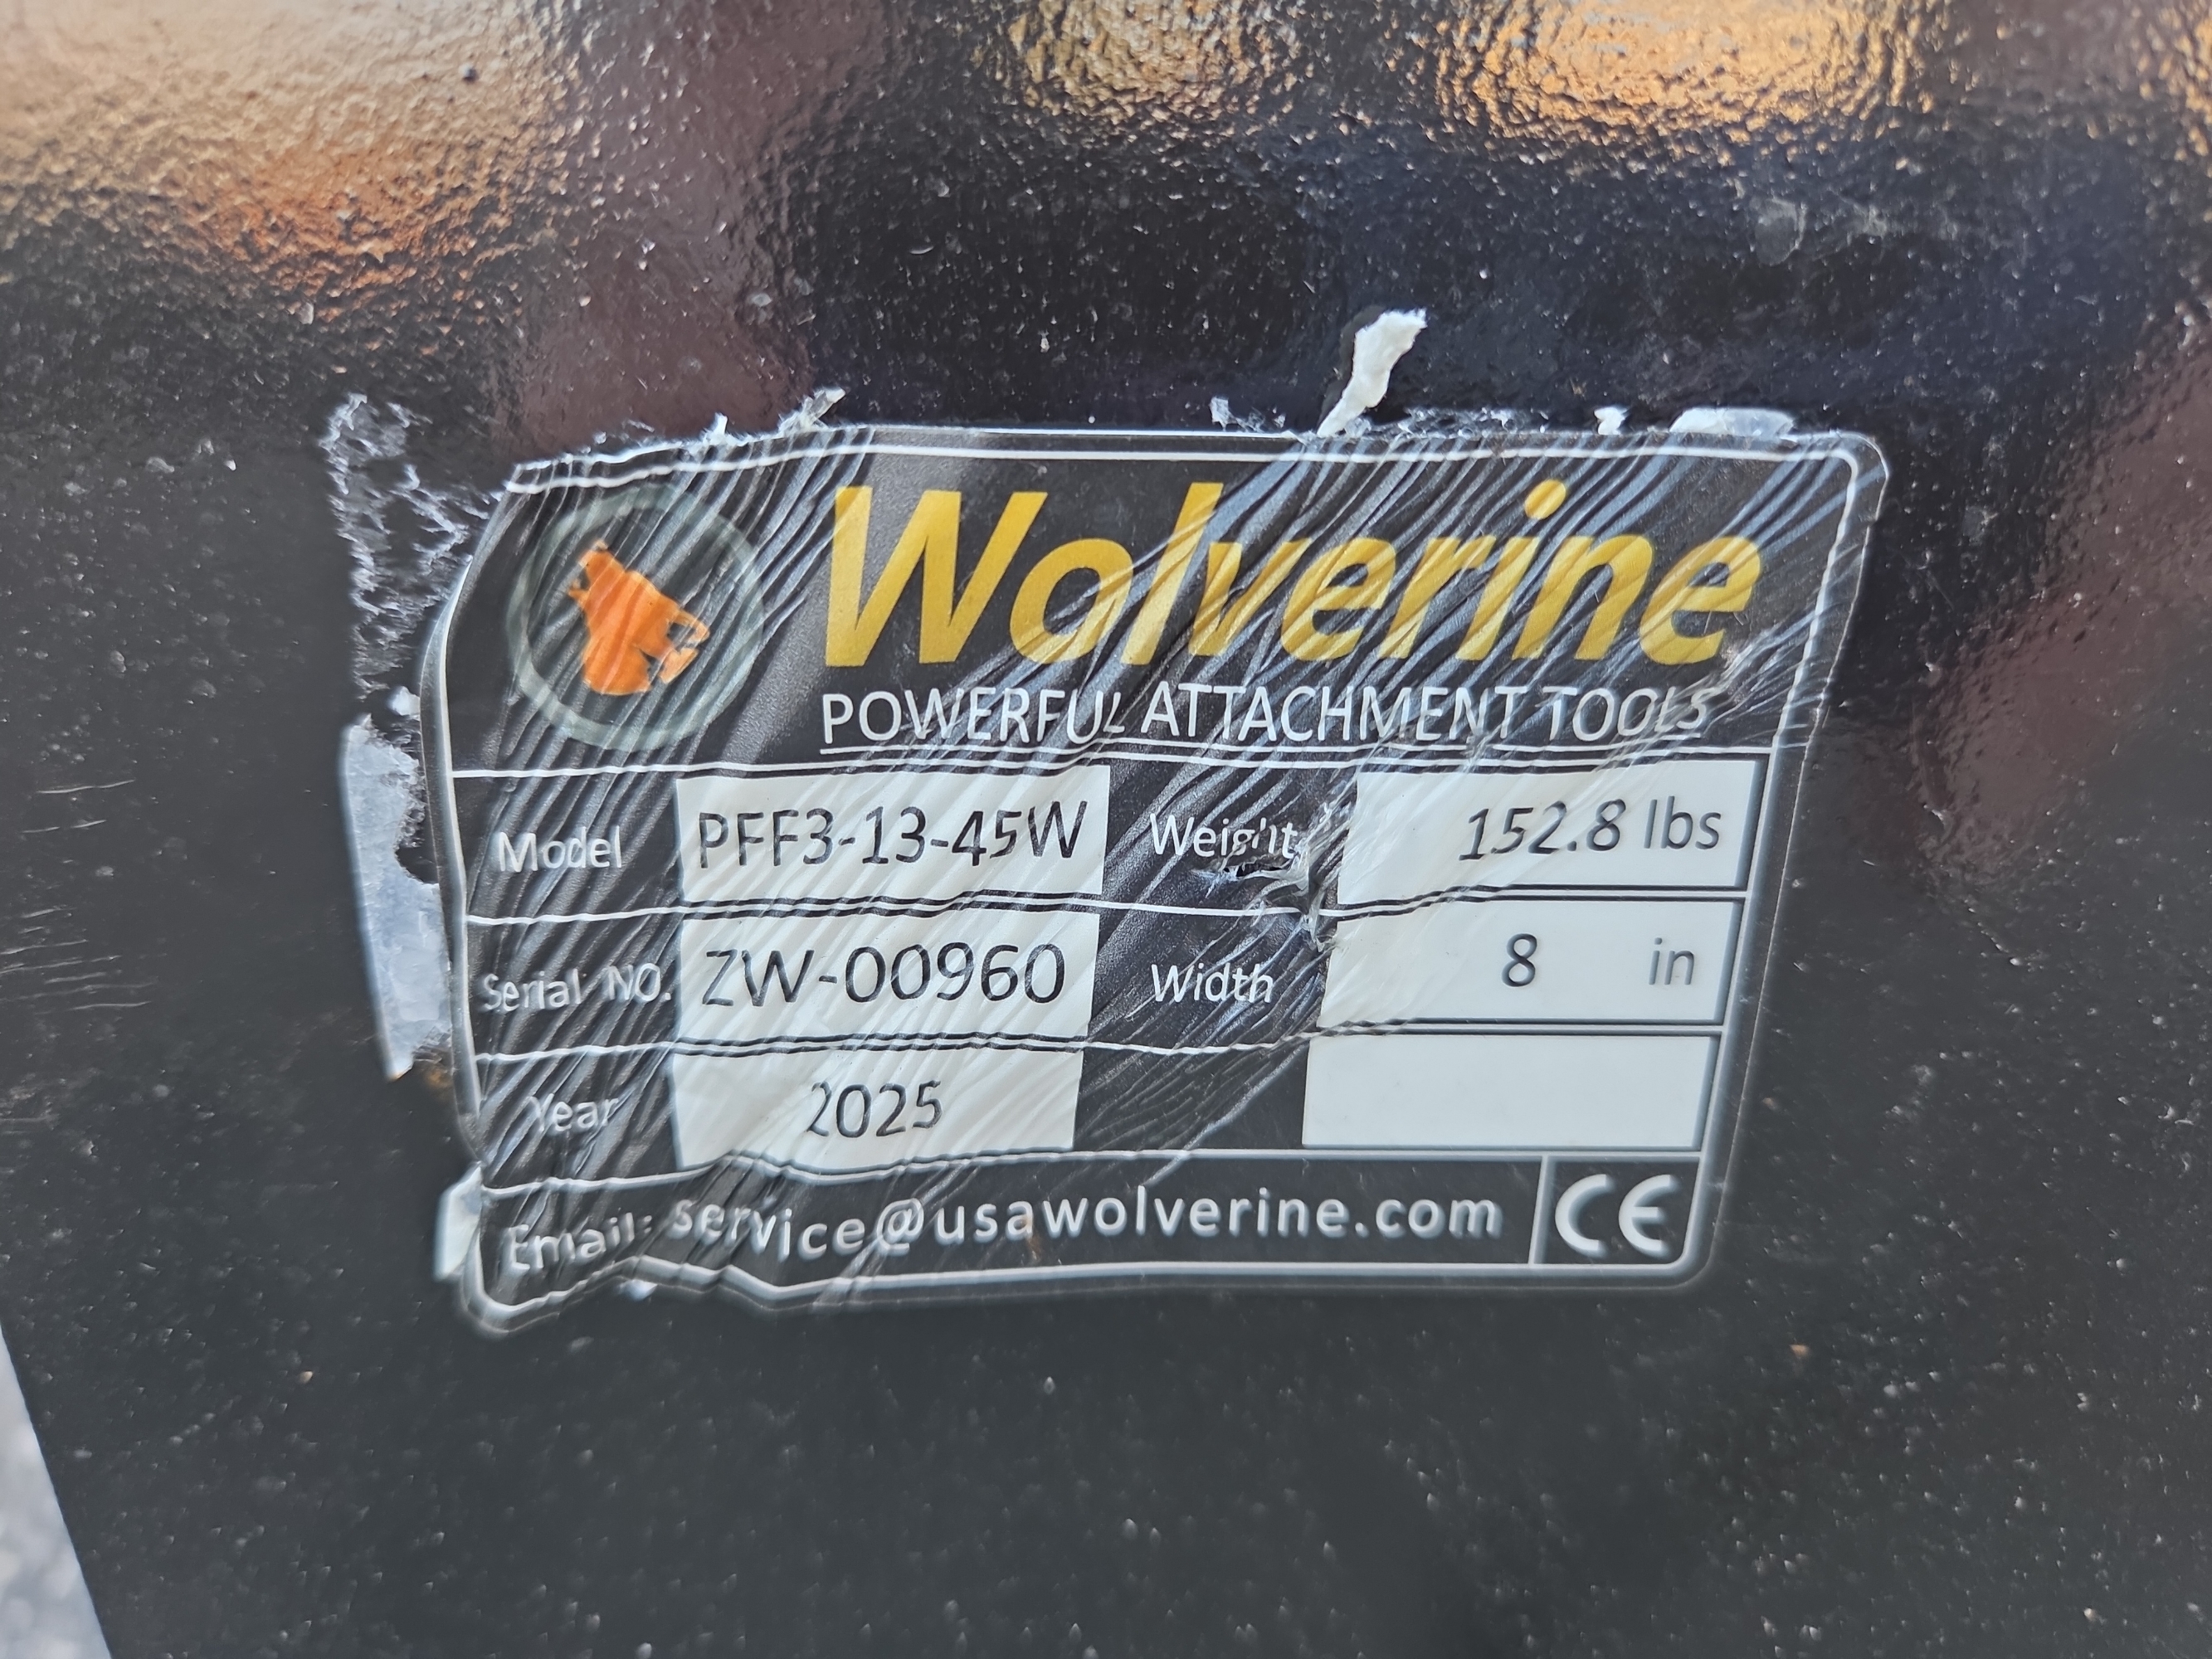 Wolverine
POWERFUL ATTACHMENT TOOLS
Model PFF3-13-45W Weight 152.8 lbs
Serial NO. ZW-00960 Width 8 in
Year 2025
Email: service@usawolverine.com CE